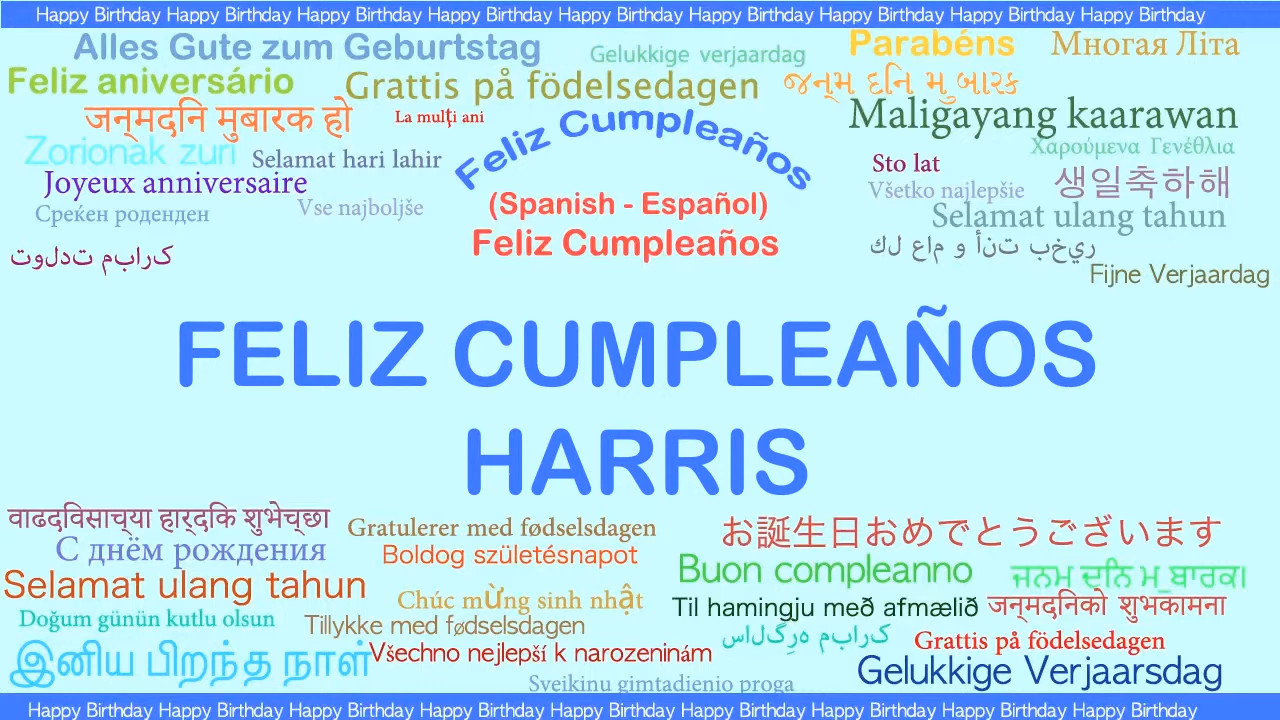 Happy Birthday Happy Birthday Happy Birthday Happy Birthday Happy Birthday Happy Birthday Happy Birthday Happy Birthday Happy Birthday
Alles Gute zum Geburtstag
Gelukkige verjaardag
Parabéns
Многая Літа
Feliz aniversário
Grattis på födelsedagen
જન્મ દનિ મુબારક
जन्मदनि मुबारक हो
La mulţi ani
Feliz Cumpleaños
Maligayang kaarawan
Zorionak zuri
Selamat hari lahir
Χαρούμενα Γενέθλια
Joyeux anniversaire
(Spanish - Español)
Sto lat
Všetko najlepšie
생일축하해
Среќен роденден
Vse najboljše
Feliz Cumpleaños
Selamat ulang tahun
تولدت مبارک
كل عام و أنت بخير
Fijne Verjaardag
FELIZ CUMPLEAÑOS
HARRIS
वाढदविसाच्या हार्दकि शुभेच्छा
Gratulerer med fødselsdagen
お誕生日おめでとうございます
С днём рождения
Boldog születésnapot
Buon compleanno
ਜਨਮ ਦਨਿ ਮੁਬਾਰਕ।
Selamat ulang tahun
Chúc mừng sinh nhật
Til hamingju með afmælið
जन्मदनिको शुभकामना
Doğum günün kutlu olsun
Tillykke med fødselsdagen
سالگرِہ مبارک
Grattis på födelsedagen
இனிய பிறந்த நாள்
Všechno nejlepší k narozeninám
Gelukkige Verjaarsdag
Sveikinu gimtadienio proga
Happy Birthday Happy Birthday Happy Birthday Happy Birthday Happy Birthday Happy Birthday Happy Birthday Happy Birthday Happy Birthday